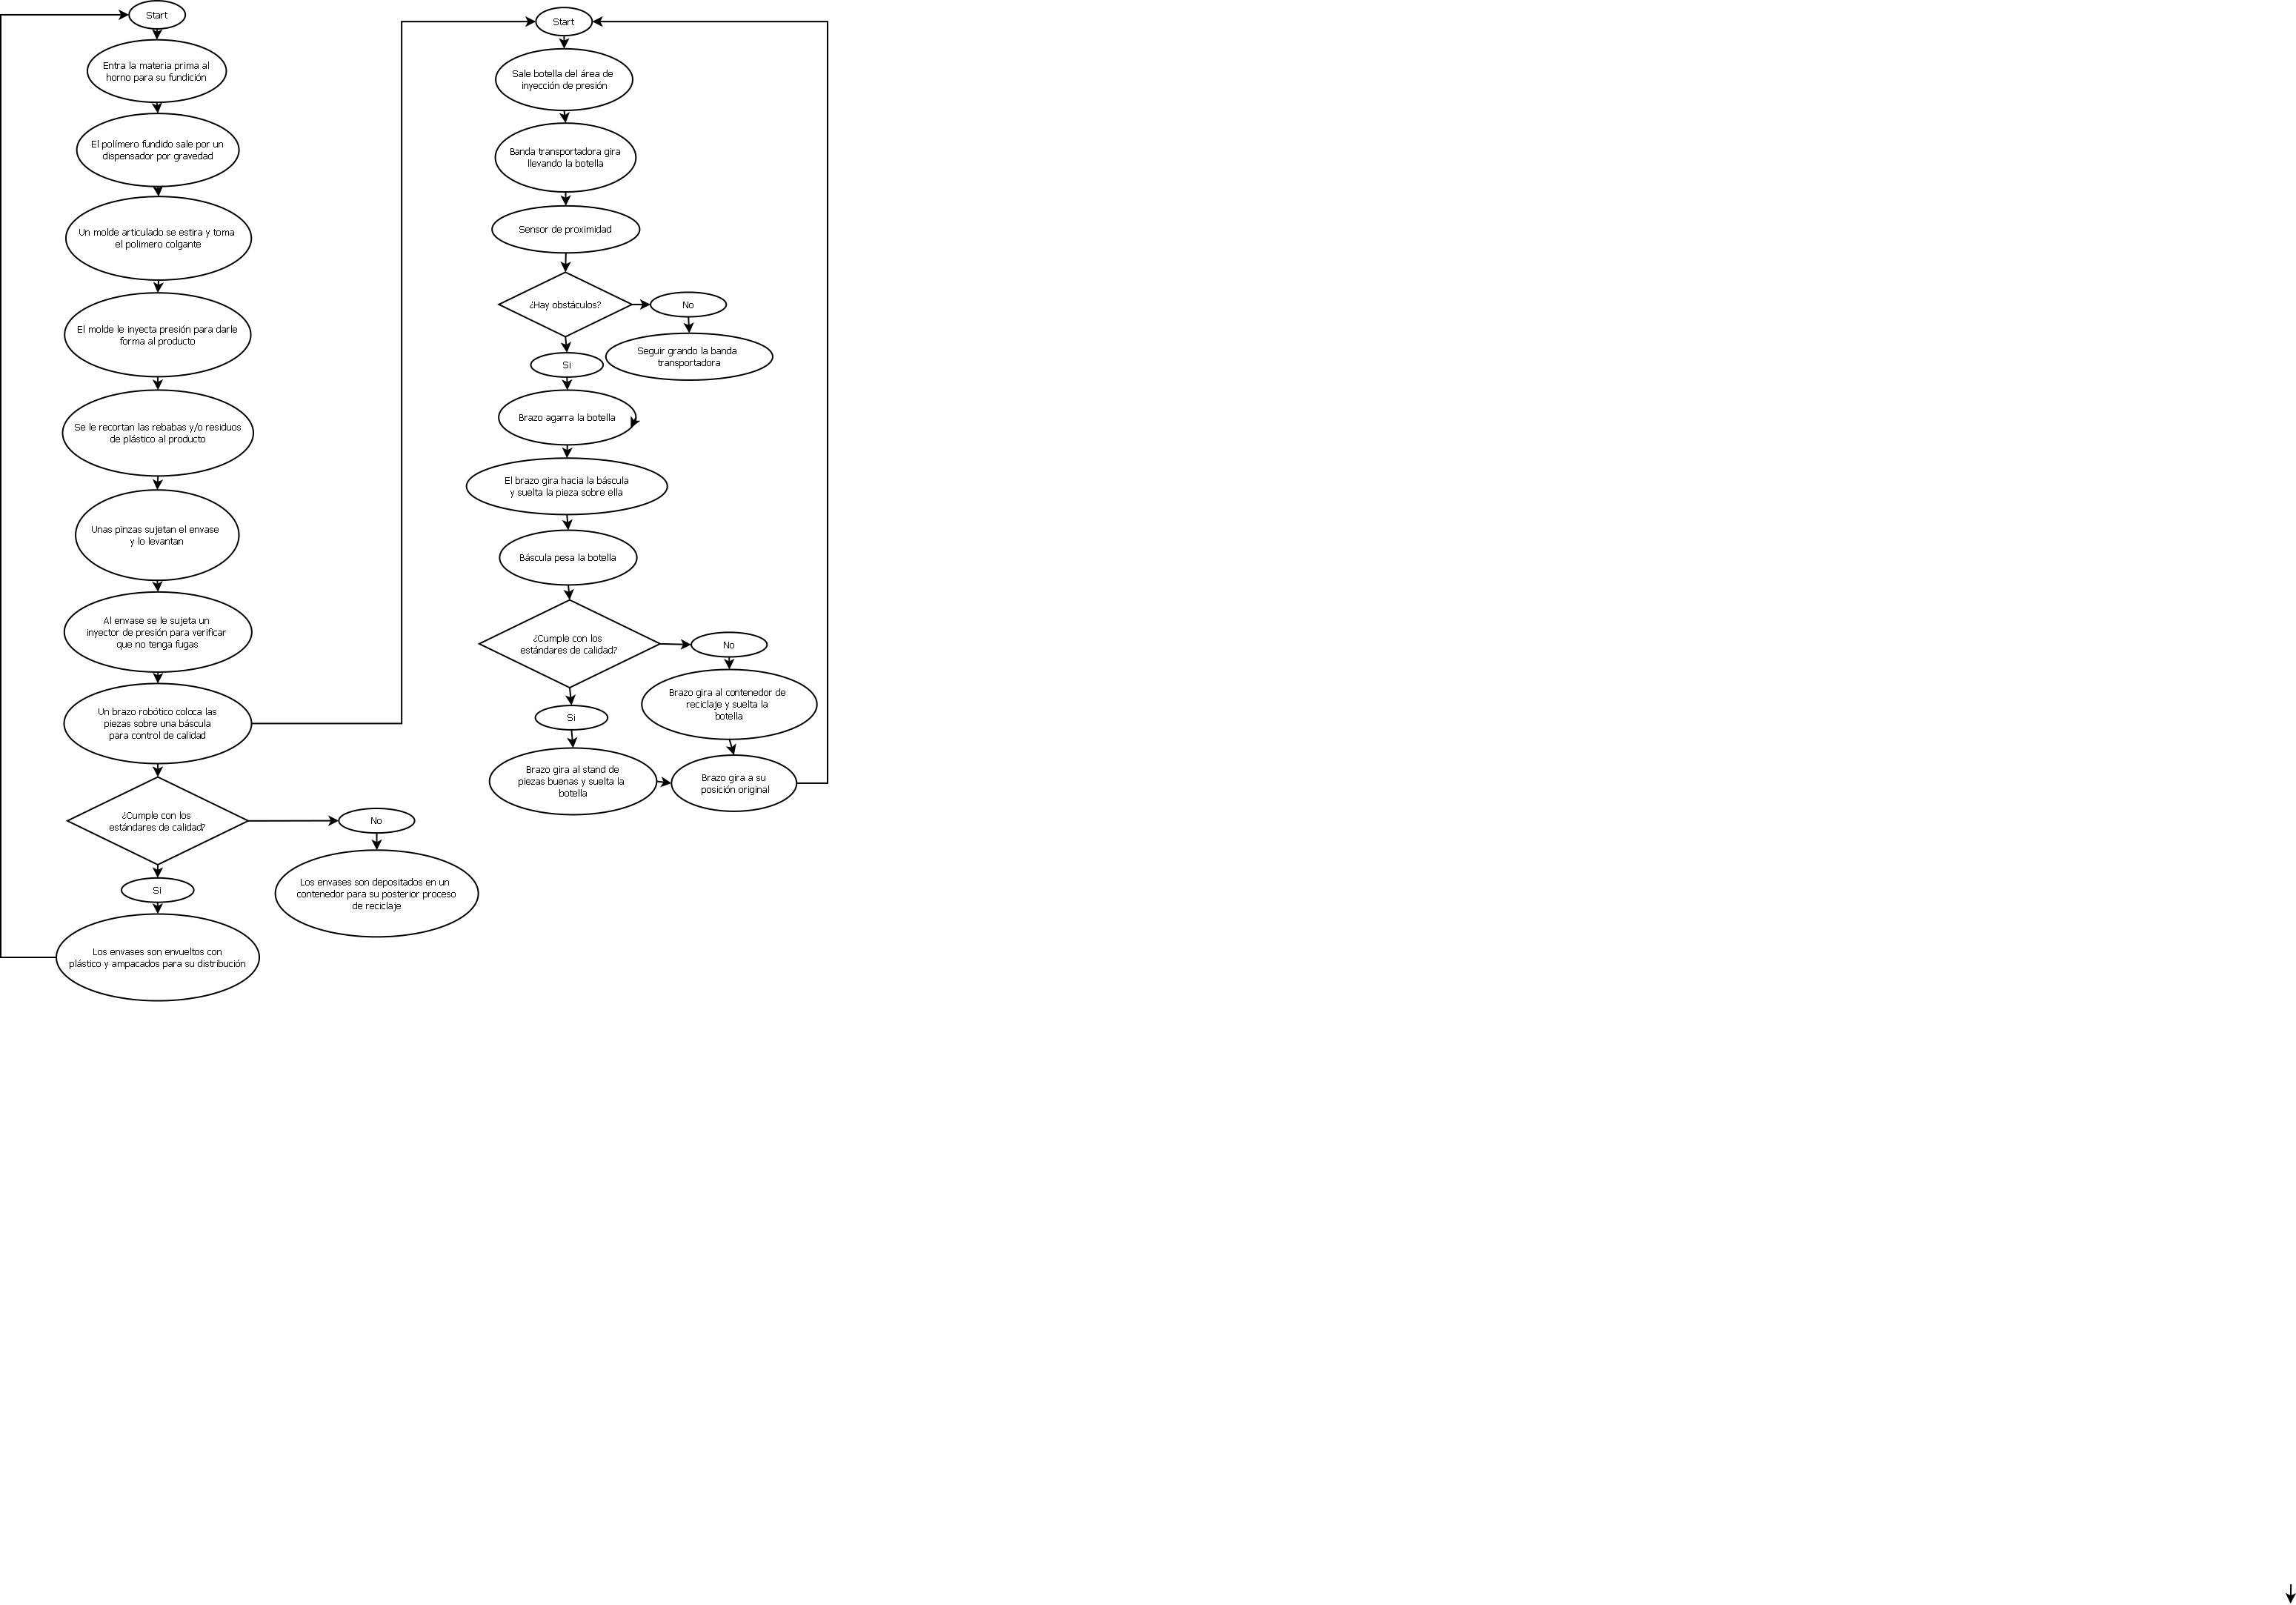 Start
Entra la materia prima al
horno para su fundición
El polímero fundido sale por un
dispensador por gravedad
Un molde articulado se estira y toma
el polimero colgante
El molde le inyecta presión para darle
forma al producto
Se le recortan las rebabas y/o residuos
de plástico al producto
Unas pinzas sujetan el envase
y lo levantan
Al envase se le sujeta un
inyector de presión para verificar
que no tenga fugas
Un brazo robótico coloca las
piezas sobre una báscula
para control de calidad
¿Cumple con los
estándares de calidad?
No
Los envases son depositados en un
contenedor para su posterior proceso
de reciclaje
Si
Los envases son envueltos con
plástico y ampacados para su distribución
Start
Sale botella del área de
inyección de presión
Banda transportadora gira
llevando la botella
Sensor de proximidad
¿Hay obstáculos?
No
Seguir grando la banda
transportadora
Si
Brazo agarra la botella
El brazo gira hacia la báscula
y suelta la pieza sobre ella
Báscula pesa la botella
¿Cumple con los
estándares de calidad?
No
Brazo gira al contenedor de
reciclaje y suelta la
botella
Si
Brazo gira al stand de
piezas buenas y suelta la
botella
Brazo gira a su
posición original